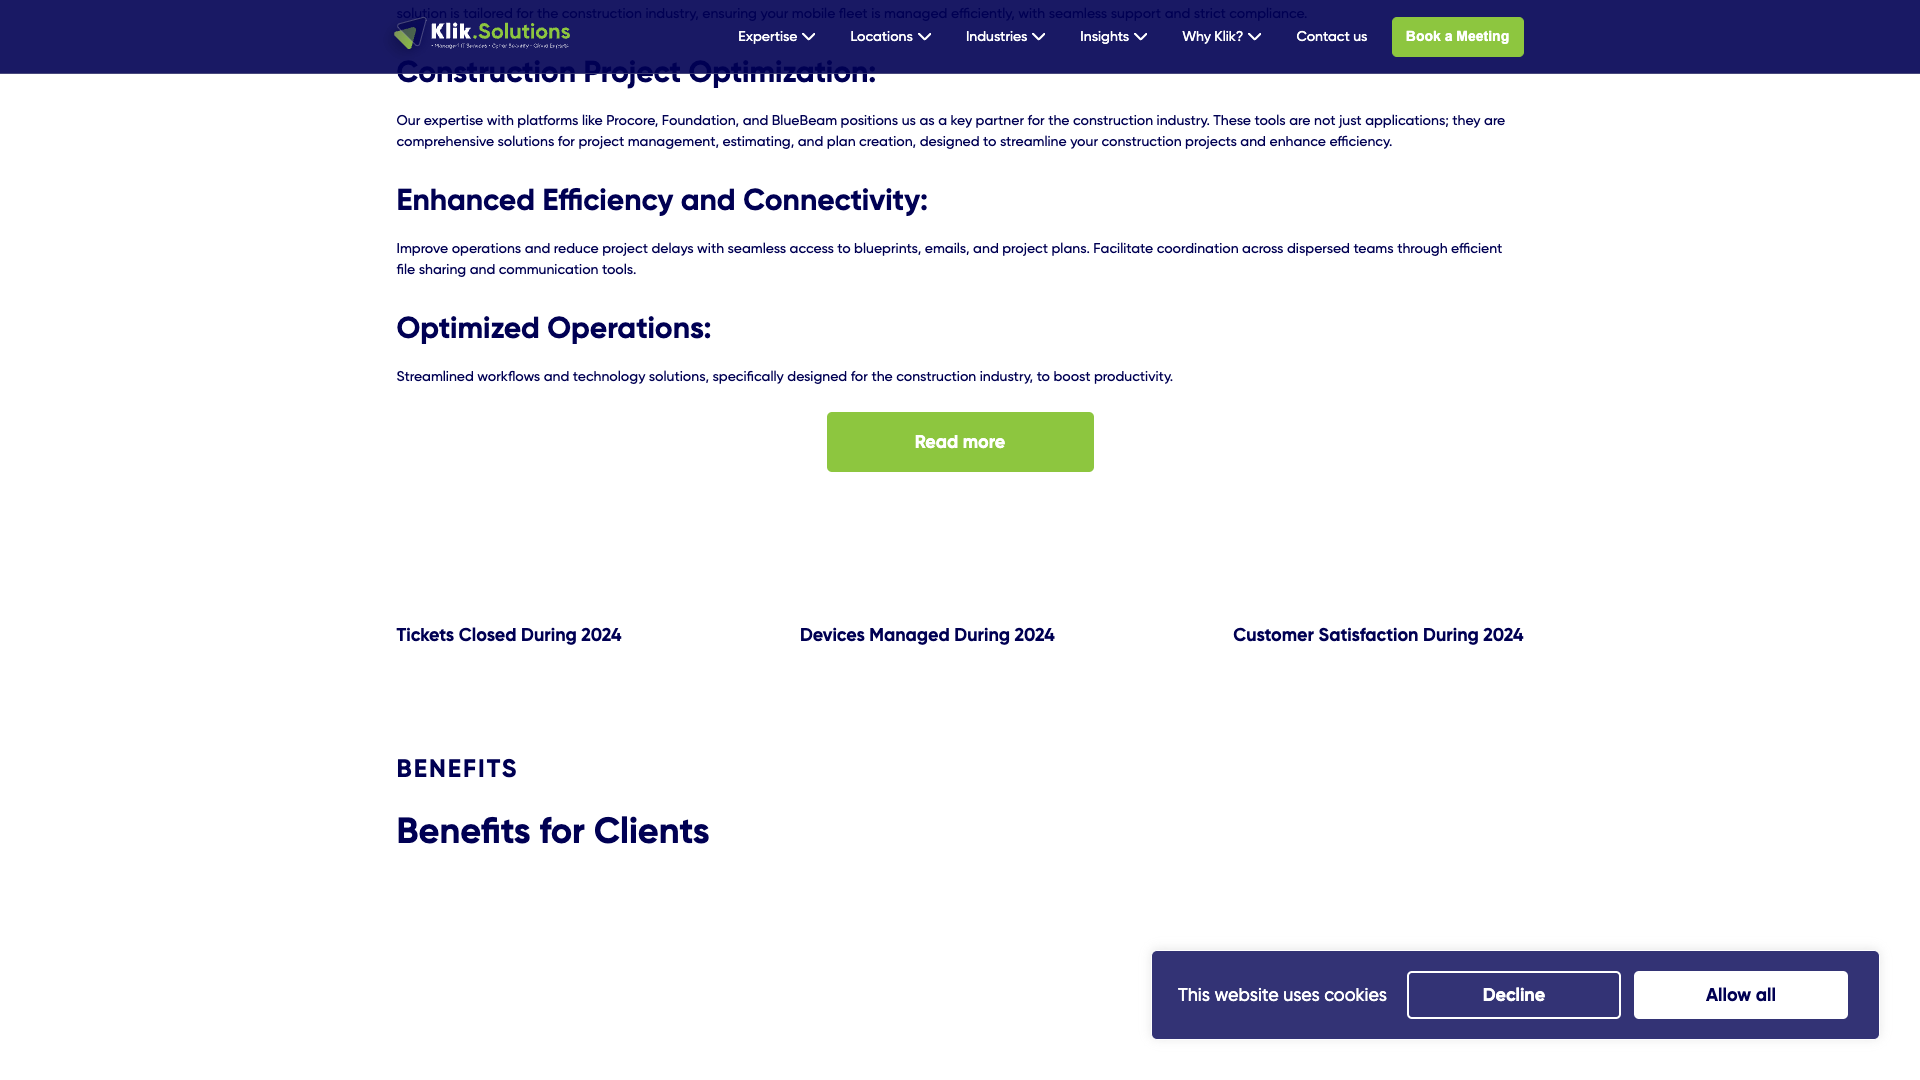 solution is tailored for the construction industry, ensuring your mobile fleet is managed efficiently, with seamless support and strict compliance.
Klik.Solutions
• Managed IT Services • Cyber Security • Cloud Experts
Expertise
Locations
Industries
Insights
Why Klik?
Contact us
Book a Meeting
Construction Project Optimization:
Our expertise with platforms like Procore, Foundation, and BlueBeam positions us as a key partner for the construction industry. These tools are not just applications; they are
comprehensive solutions for project management, estimating, and plan creation, designed to streamline your construction projects and enhance efficiency.
Enhanced Efficiency and Connectivity:
Improve operations and reduce project delays with seamless access to blueprints, emails, and project plans. Facilitate coordination across dispersed teams through efficient
file sharing and communication tools.
Optimized Operations:
Streamlined workflows and technology solutions, specifically designed for the construction industry, to boost productivity.
Read more
Tickets Closed During 2024
Devices Managed During 2024
Customer Satisfaction During 2024
BENEFITS
Benefits for Clients
This website uses cookies
Decline
Allow all